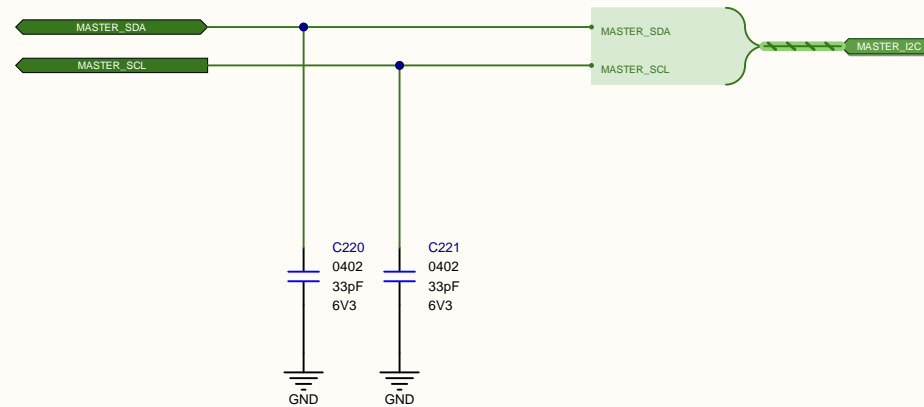 MASTER_SDA
MASTER_SCL
MASTER_SDA
MASTER_SCL
MASTER_I2C
C220
0402
33pF
6V3
C221
0402
33pF
6V3
GND
GND